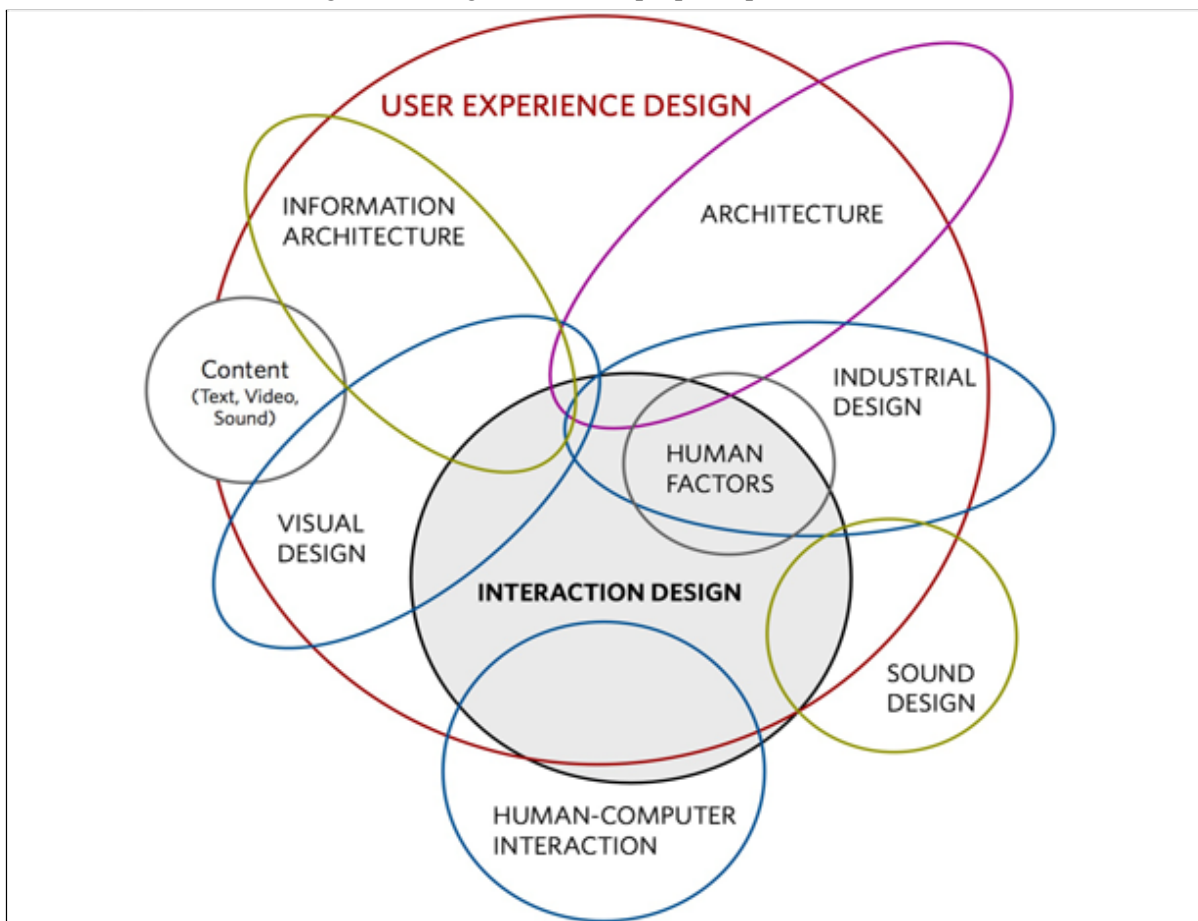 USER EXPERIENCE DESIGN
INFORMATION
ARCHITECTURE
ARCHITECTURE
Content
(Text, Video,
Sound)
INDUSTRIAL
DESIGN
HUMAN
FACTORS
VISUAL
DESIGN
INTERACTION DESIGN
SOUND
DESIGN
HUMAN-COMPUTER
INTERACTION